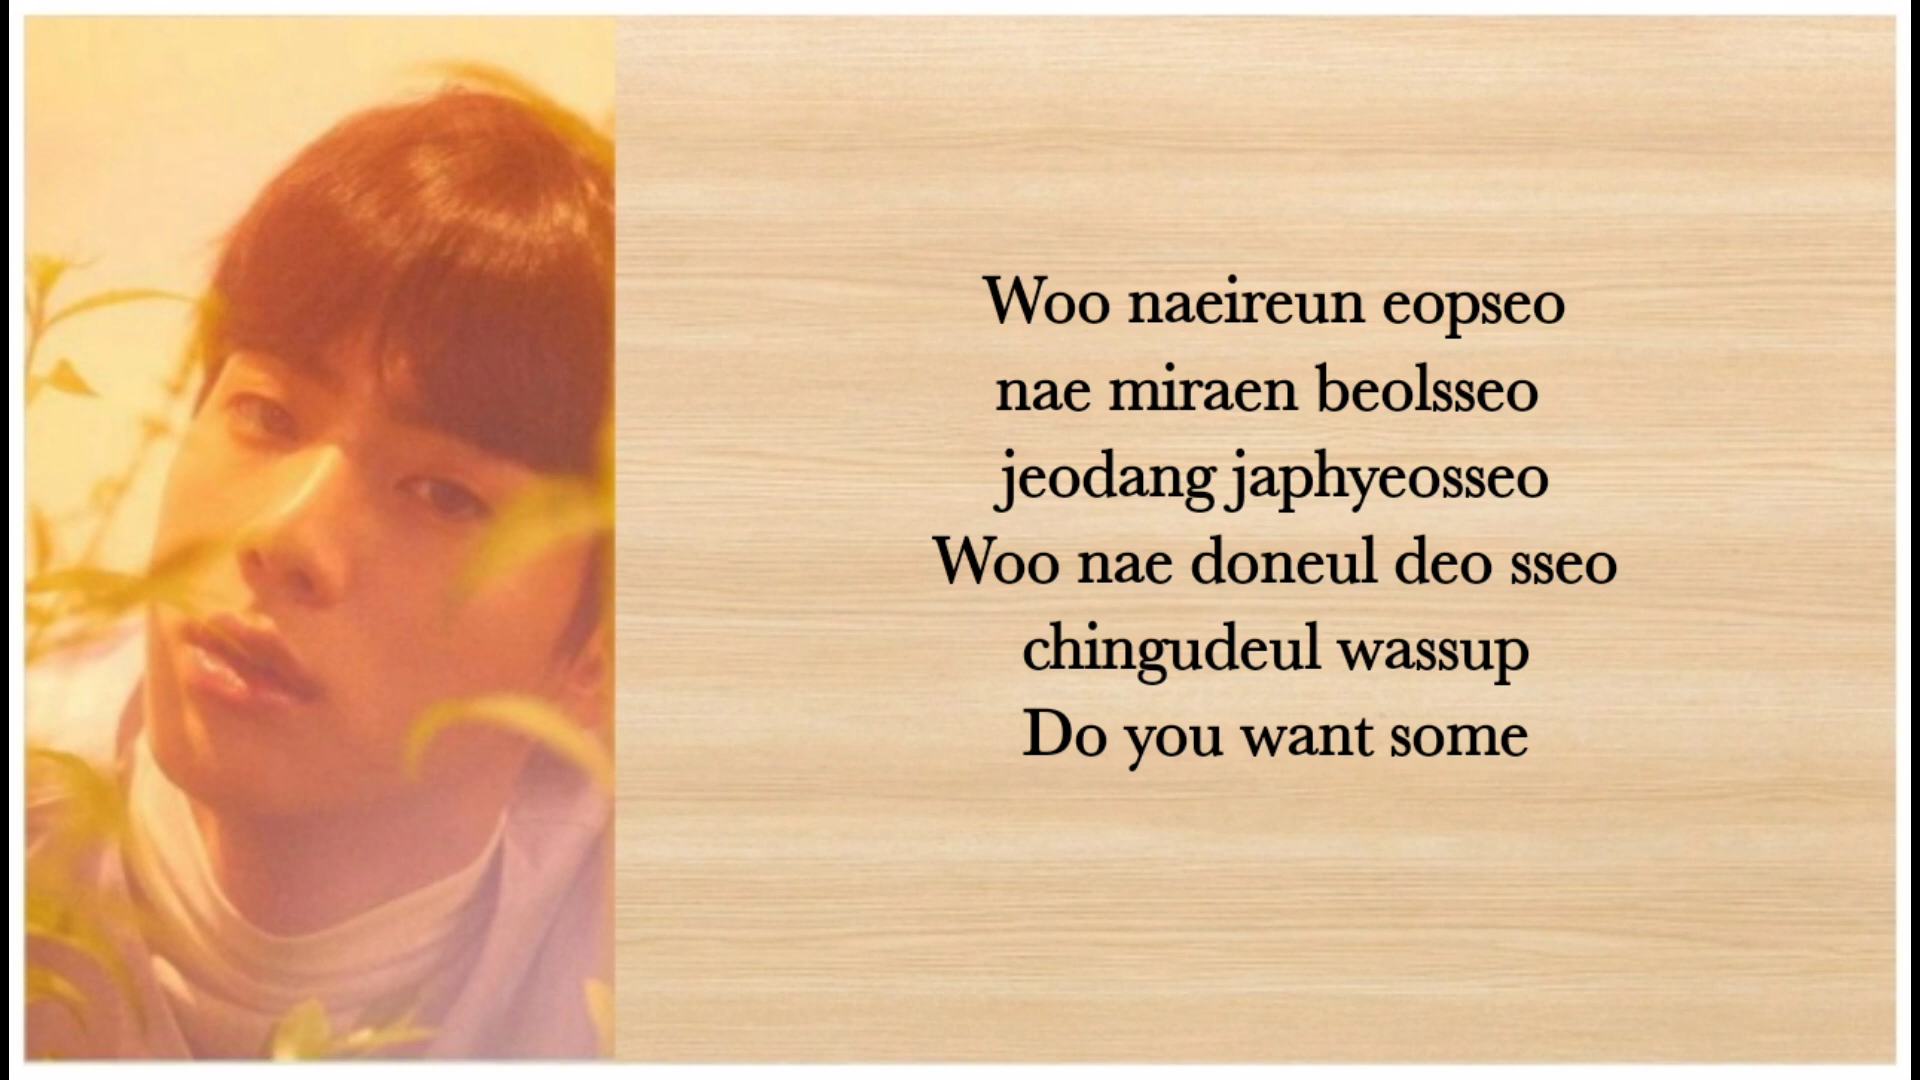 Woo naeireun eopseo
nae miraen beolsseo
jeodang japhyeosseo
Woo nae doneul deo sseo
chingudeul wassup
Do you want some